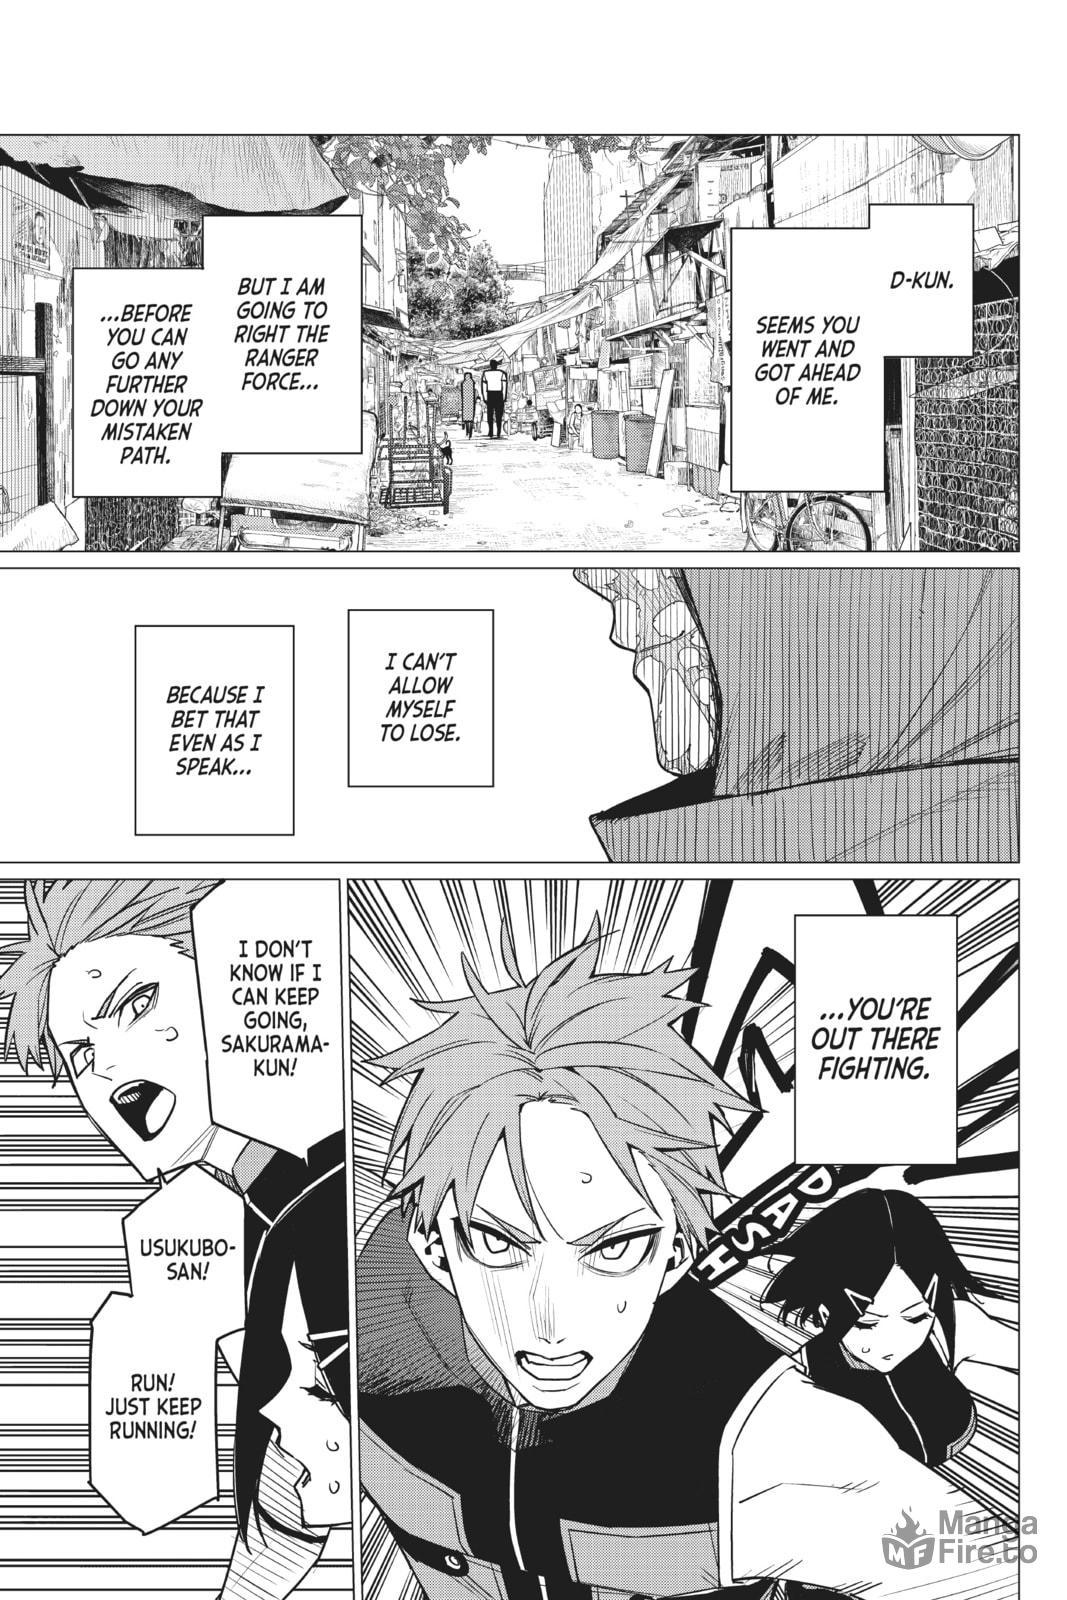 D-KUN.
SEEMS YOU
WENT AND
GOT AHEAD
OF ME.
BUT I AM
GOING TO
RIGHT THE
RANGER
FORCE...
...BEFORE
YOU CAN
GO ANY
FURTHER
DOWN YOUR
MISTAKEN
PATH.
I CAN'T
ALLOW
MYSELF
TO LOSE.
BECAUSE I
BET THAT
EVEN AS I
SPEAK...
...YOU'RE
OUT THERE
FIGHTING.
DASH
I DON'T
KNOW IF I
CAN KEEP
GOING,
SAKURAMA-
KUN!
USUKUBO-
SAN!
RUN!
JUST KEEP
RUNNING!
MF
Manga
Fire.to